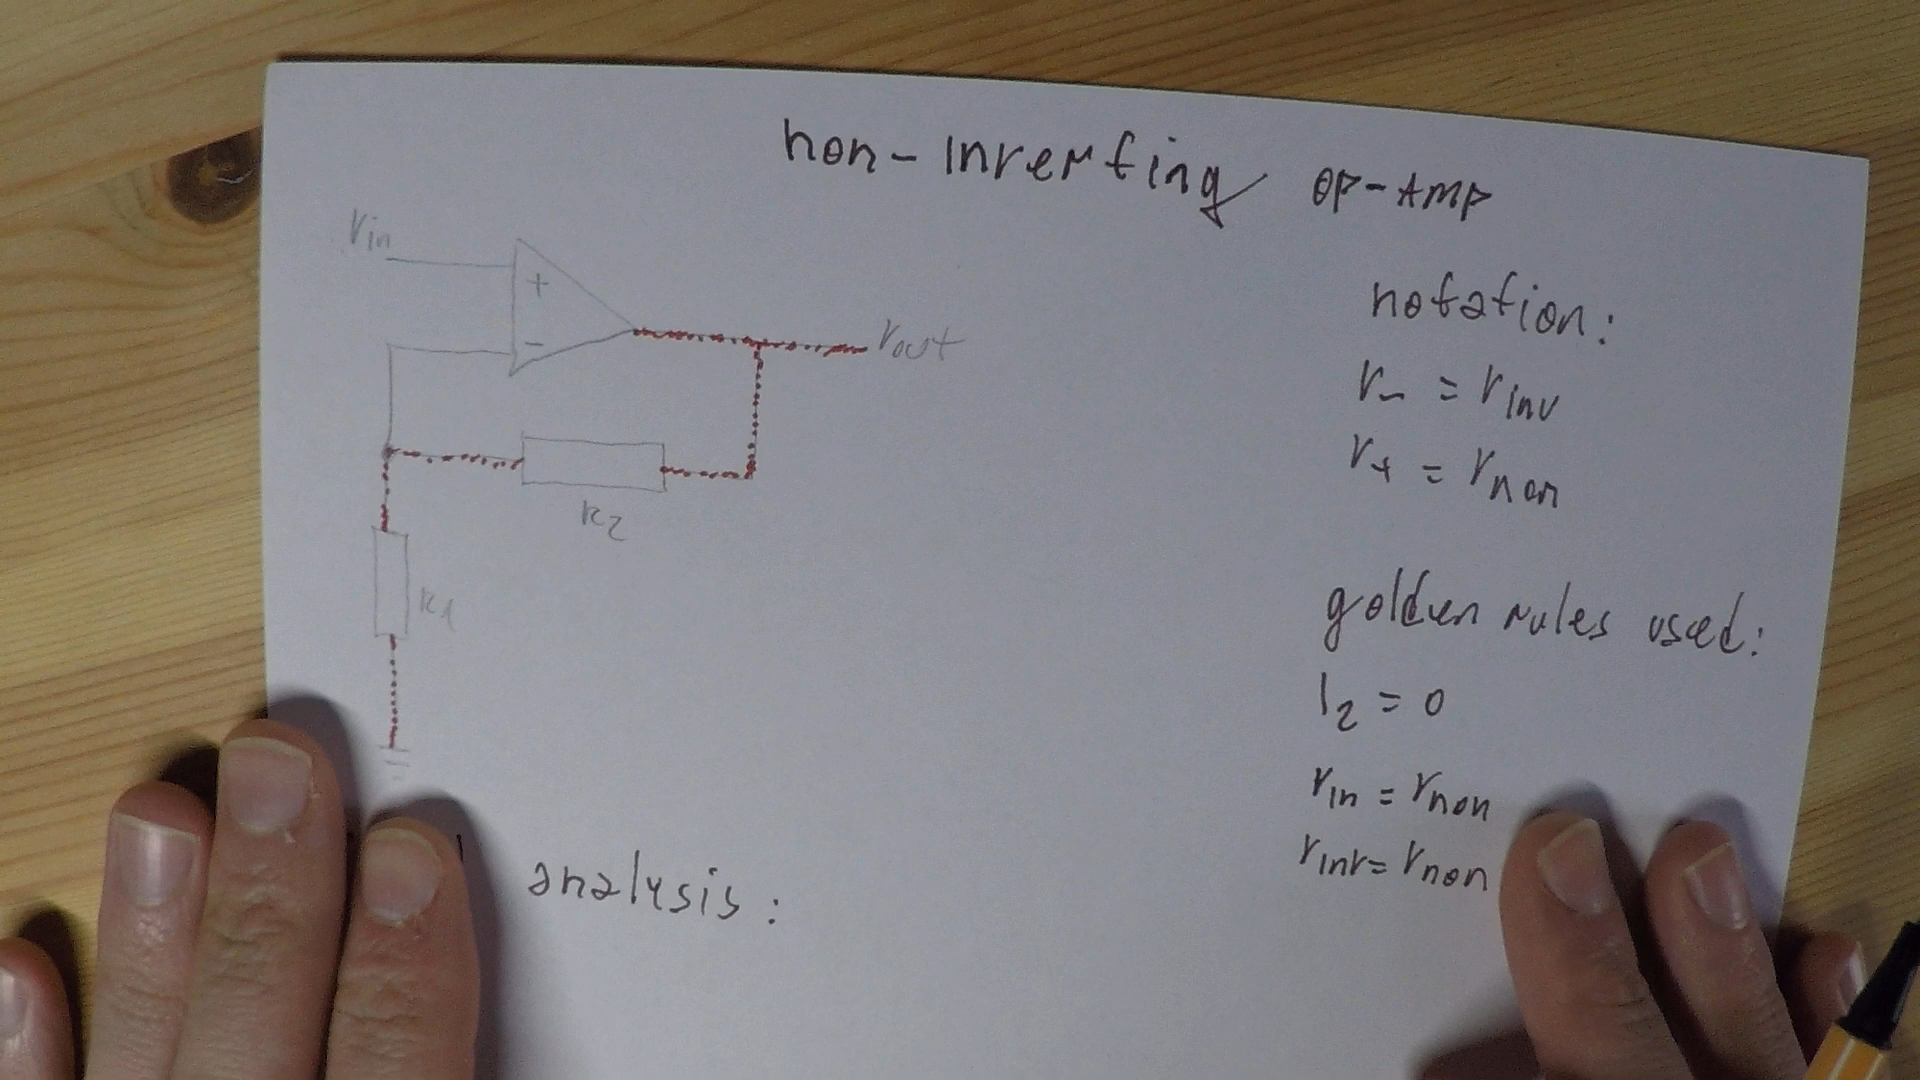 non-inverting OP-AMP
Vin
+
-
Vout
R2
R1
notation:
V- = Vinv
V+ = Vnon
golden rules used:
I2 = 0
Vin = Vnon
Vinv = Vnon
analysis: